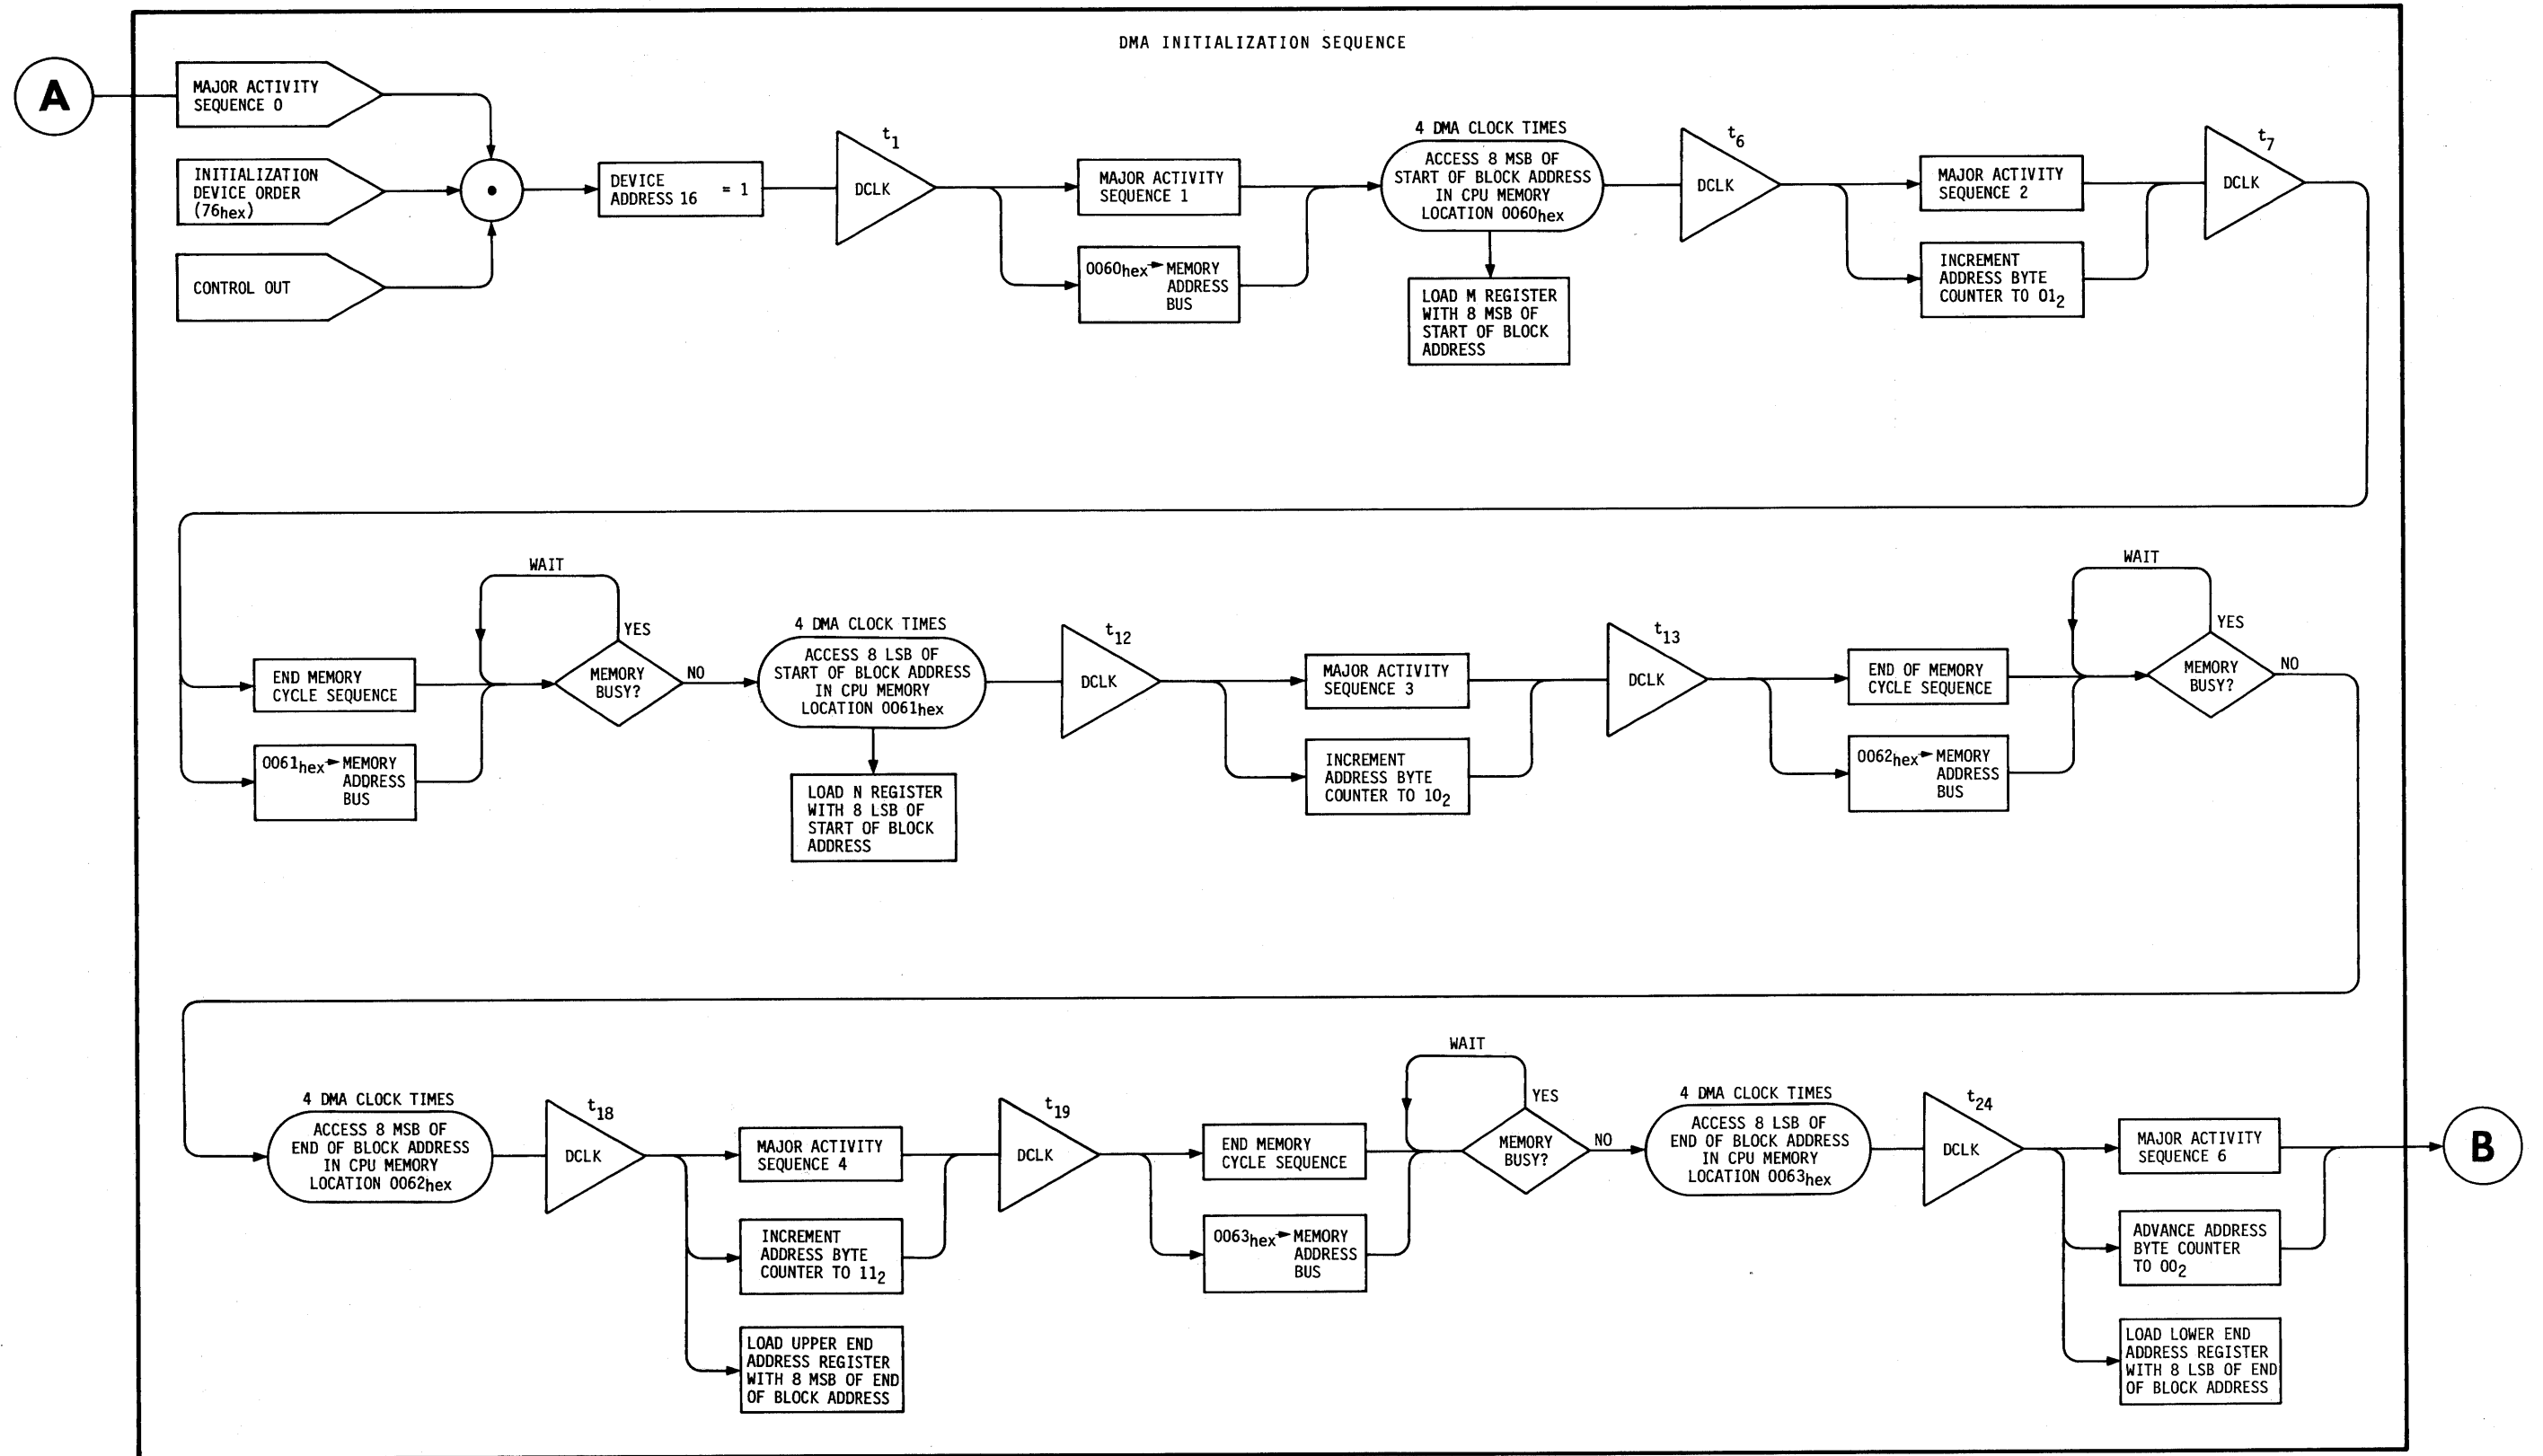 DMA INITIALIZATION SEQUENCE
A
MAJOR ACTIVITY
SEQUENCE 0
INITIALIZATION
DEVICE ORDER
(76hex)
CONTROL OUT
•
DEVICE
ADDRESS 16 = 1
t1
DCLK
MAJOR ACTIVITY
SEQUENCE 1
0060hex→MEMORY
ADDRESS
BUS
4 DMA CLOCK TIMES
ACCESS 8 MSB OF
START OF BLOCK ADDRESS
IN CPU MEMORY
LOCATION 0060hex
LOAD M REGISTER
WITH 8 MSB OF
START OF BLOCK
ADDRESS
t6
DCLK
MAJOR ACTIVITY
SEQUENCE 2
INCREMENT
ADDRESS BYTE
COUNTER TO 012
t7
DCLK
END MEMORY
CYCLE SEQUENCE
0061hex→MEMORY
ADDRESS
BUS
WAIT
YES
MEMORY
BUSY?
NO
4 DMA CLOCK TIMES
ACCESS 8 LSB OF
START OF BLOCK ADDRESS
IN CPU MEMORY
LOCATION 0061hex
LOAD N REGISTER
WITH 8 LSB OF
START OF BLOCK
ADDRESS
t12
DCLK
MAJOR ACTIVITY
SEQUENCE 3
INCREMENT
ADDRESS BYTE
COUNTER TO 102
t13
DCLK
END OF MEMORY
CYCLE SEQUENCE
0062hex→MEMORY
ADDRESS
BUS
WAIT
YES
MEMORY
BUSY?
NO
4 DMA CLOCK TIMES
ACCESS 8 MSB OF
END OF BLOCK ADDRESS
IN CPU MEMORY
LOCATION 0062hex
t18
DCLK
MAJOR ACTIVITY
SEQUENCE 4
INCREMENT
ADDRESS BYTE
COUNTER TO 112
LOAD UPPER END
ADDRESS REGISTER
WITH 8 MSB OF END
OF BLOCK ADDRESS
t19
DCLK
END MEMORY
CYCLE SEQUENCE
0063hex→MEMORY
ADDRESS
BUS
WAIT
YES
MEMORY
BUSY?
NO
4 DMA CLOCK TIMES
ACCESS 8 LSB OF
END OF BLOCK ADDRESS
IN CPU MEMORY
LOCATION 0063hex
t24
DCLK
MAJOR ACTIVITY
SEQUENCE 6
ADVANCE ADDRESS
BYTE COUNTER
TO 002
LOAD LOWER END
ADDRESS REGISTER
WITH 8 LSB OF END
OF BLOCK ADDRESS
B